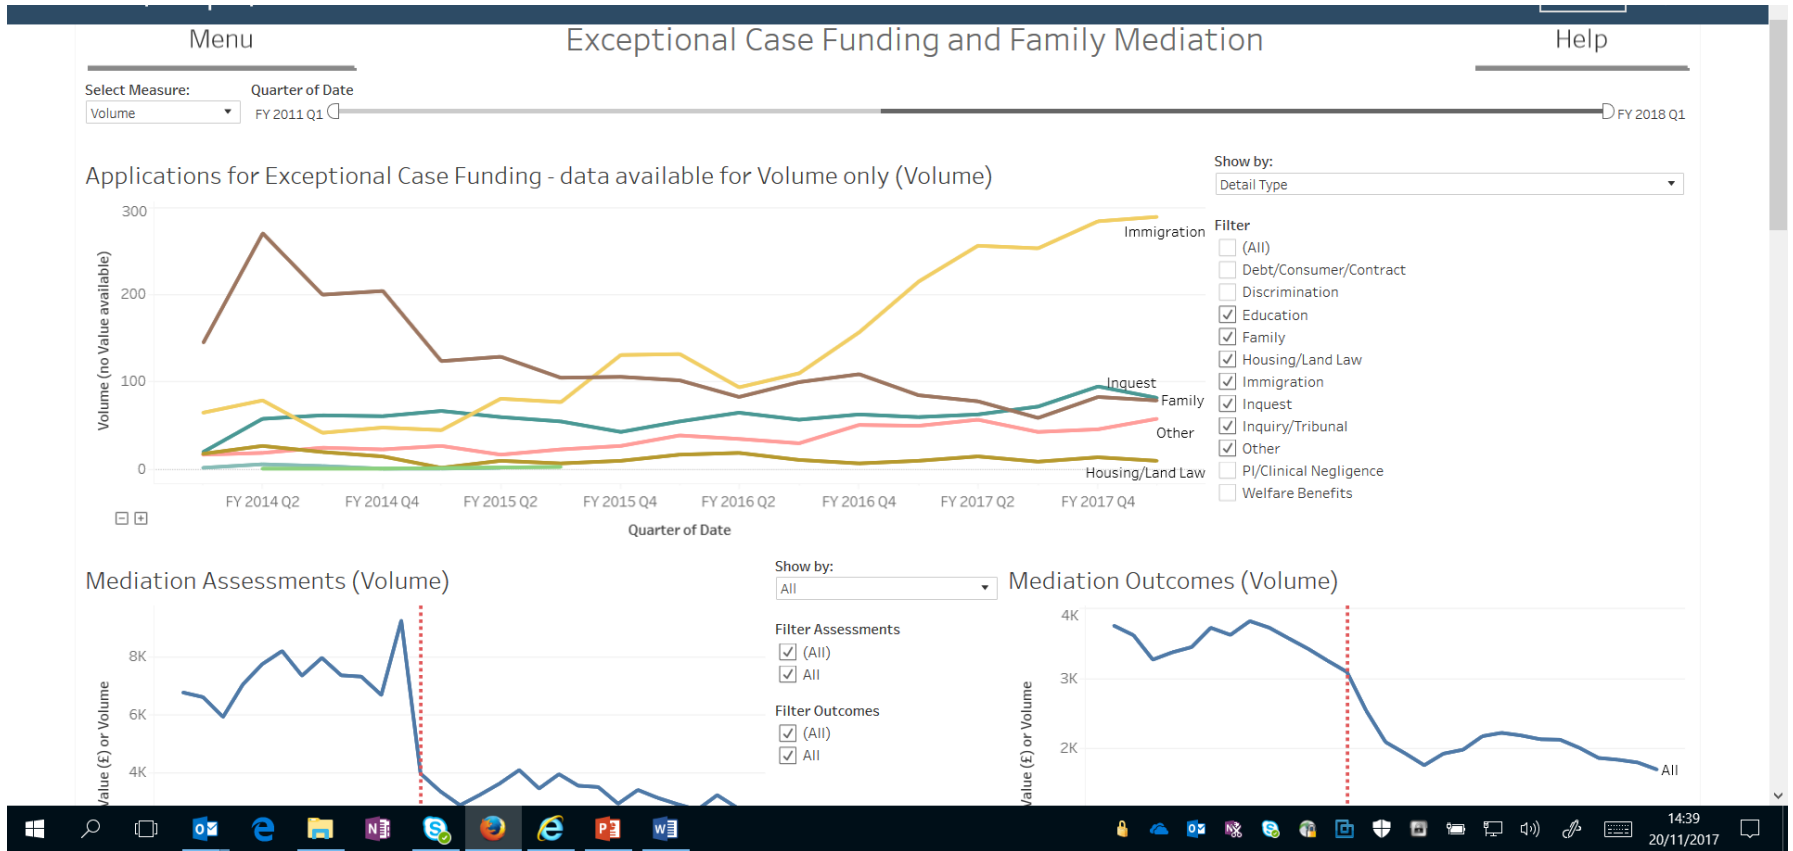 Menu
Exceptional Case Funding and Family Mediation
Help
Select Measure:
Quarter of Date
Volume
FY 2011 Q1
FY 2018 Q1
Applications for Exceptional Case Funding - data available for Volume only (Volume)
Show by:
Detail Type
Filter
(All)
Debt/Consumer/Contract
Discrimination
Education
Family
Housing/Land Law
Immigration
Inquest
Inquiry/Tribunal
Other
PI/Clinical Negligence
Welfare Benefits
Volume (no Value available)
300
200
100
0
Immigration
Inquest
Family
Other
Housing/Land Law
FY 2014 Q2
FY 2014 Q4
FY 2015 Q2
FY 2015 Q4
FY 2016 Q2
FY 2016 Q4
FY 2017 Q2
FY 2017 Q4
Quarter of Date
Mediation Assessments (Volume)
Value (£) or Volume
8K
6K
4K
Show by:
All
Filter Assessments
(All)
All
Filter Outcomes
(All)
All
Mediation Outcomes (Volume)
Value (£) or Volume
4K
3K
2K
All
14:39
20/11/2017